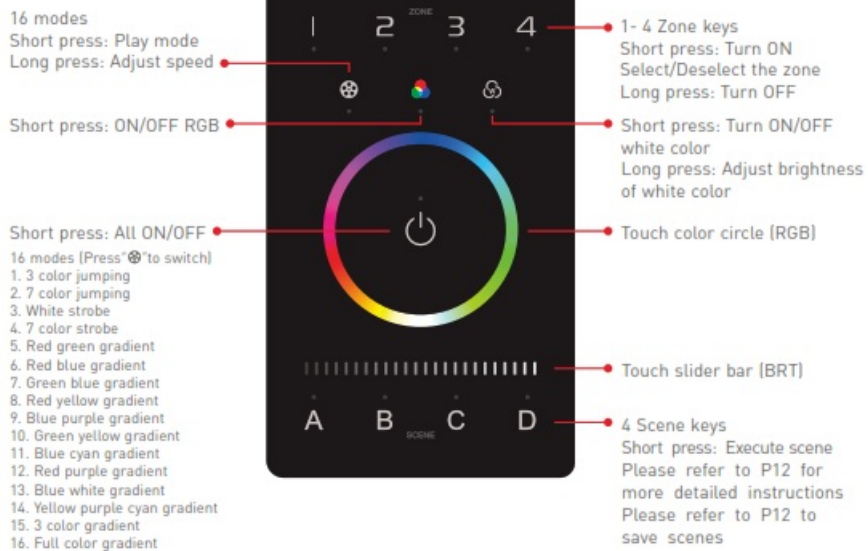 16 modes
Short press: Play mode
Long press: Adjust speed
Short press: ON/OFF RGB
Short press: All ON/OFF
16 modes (Press"֍"to switch)
1. 3 color jumping
2. 7 color jumping
3. White strobe
4. 7 color strobe
5. Red green gradient
6. Red blue gradient
7. Green blue gradient
8. Red yellow gradient
9. Blue purple gradient
10. Green yellow gradient
11. Blue cyan gradient
12. Red purple gradient
13. Blue white gradient
14. Yellow purple cyan gradient
15. 3 color gradient
16. Full color gradient
ZONE
1 2 3 4
A B C D
SCENE
1- 4 Zone keys
Short press: Turn ON
Select/Deselect the zone
Long press: Turn OFF
Short press: Turn ON/OFF
white color
Long press: Adjust brightness
of white color
Touch color circle (RGB)
Touch slider bar (BRT)
4 Scene keys
Short press: Execute scene
Please refer to P12 for
more detailed instructions
Please refer to P12 to
save scenes